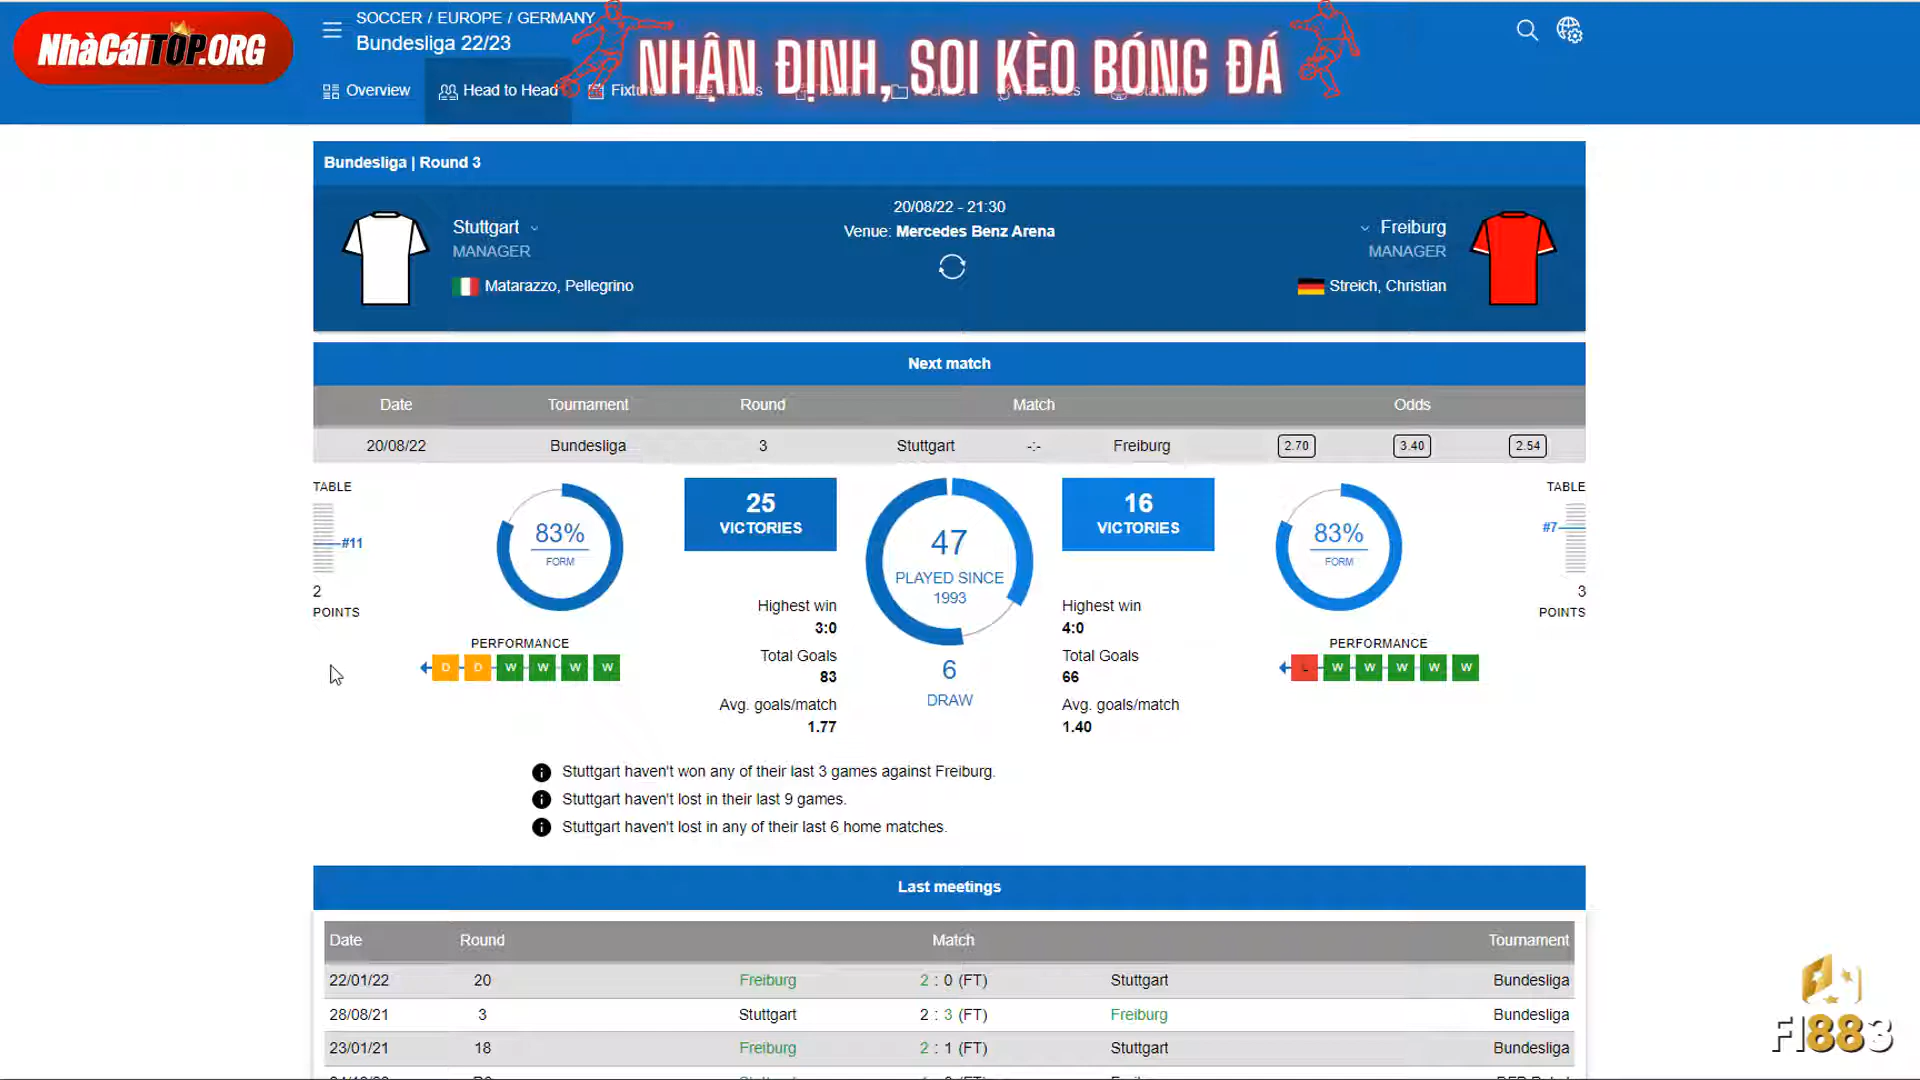 NHÀCÁITOP.ORG
SOCCER / EUROPE / GERMANY
Bundesliga 22/23
NHẬN ĐỊNH, SOI KÈO BÓNG ĐÁ
Overview
Head to Head
Bundesliga | Round 3
20/08/22 - 21:30
Venue: Mercedes Benz Arena
Stuttgart
MANAGER
Matarazzo, Pellegrino
Freiburg
MANAGER
Streich, Christian
Next match
Date Tournament Round Match Odds
20/08/22 Bundesliga 3 Stuttgart -:- Freiburg 2.70 3.40 2.54
TABLE
#11
2
POINTS
83%
FORM
PERFORMANCE
D D W W W W
25
VICTORIES
Highest win
3:0
Total Goals
83
Avg. goals/match
1.77
47
PLAYED SINCE
1993
6
DRAW
16
VICTORIES
Highest win
4:0
Total Goals
66
Avg. goals/match
1.40
83%
FORM
PERFORMANCE
L W W W W W
TABLE
#7
3
POINTS
Stuttgart haven't won any of their last 3 games against Freiburg.
Stuttgart haven't lost in their last 9 games.
Stuttgart haven't lost in any of their last 6 home matches.
Last meetings
Date Round Match Tournament
22/01/22 20 Freiburg 2 : 0 (FT) Stuttgart Bundesliga
28/08/21 3 Stuttgart 2 : 3 (FT) Freiburg Bundesliga
23/01/21 18 Freiburg 2 : 1 (FT) Stuttgart Bundesliga
FI883